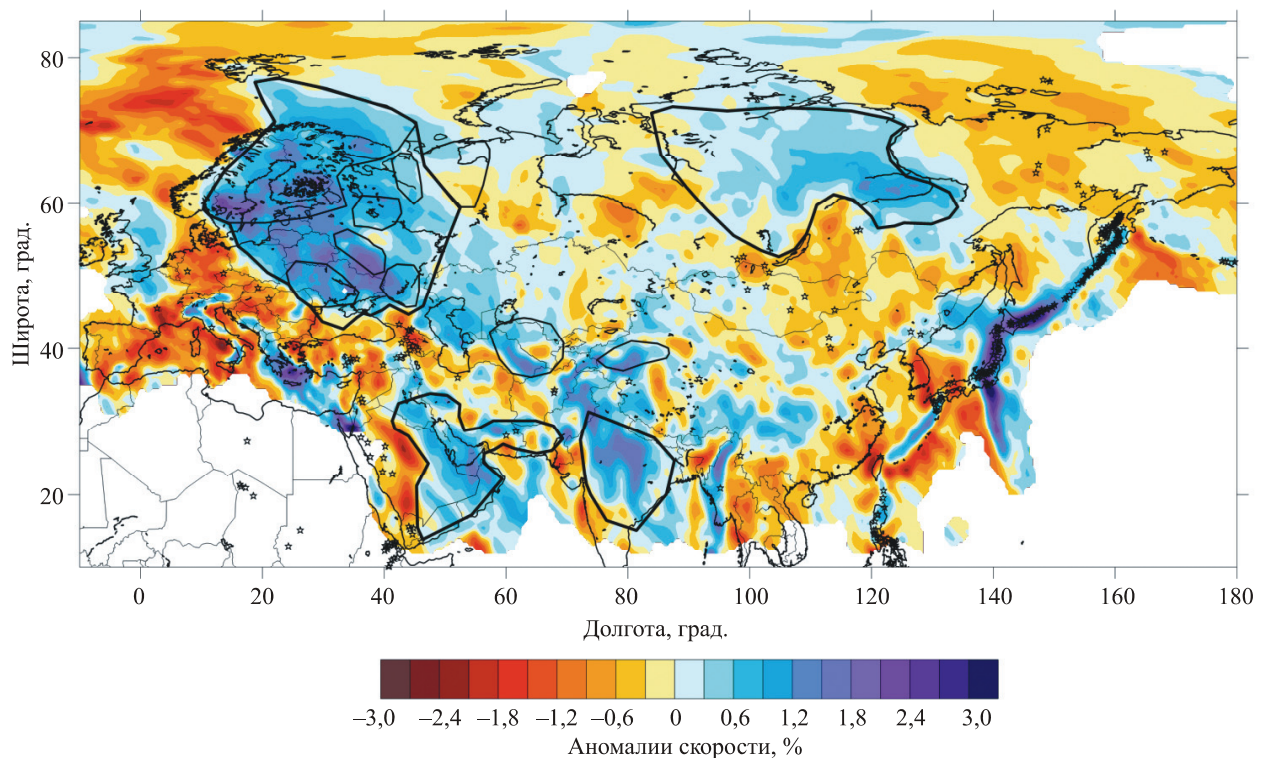 80
60
40
20
Широта, град.
0 20 40 60 80 100 120 140 160 180
Долгота, град.
–3,0 –2,4 –1,8 –1,2 –0,6 0 0,6 1,2 1,8 2,4 3,0
Аномалии скорости, %